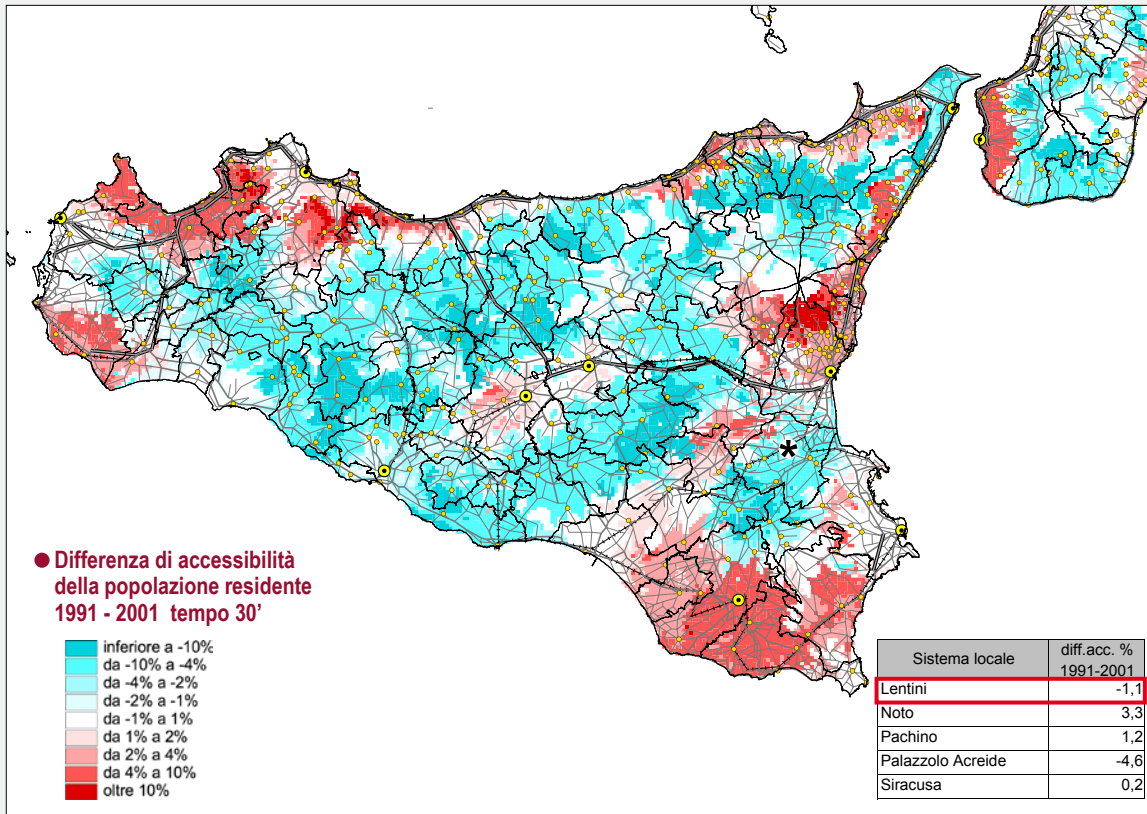 *
● Differenza di accessibilità
della popolazione residente
1991 - 2001 tempo 30'
inferiore a -10%
da -10% a -4%
da -4% a -2%
da -2% a -1%
da -1% a 1%
da 1% a 2%
da 2% a 4%
da 4% a 10%
oltre 10%
Sistema locale diff.acc. %
1991-2001
Lentini -1,1
Noto 3,3
Pachino 1,2
Palazzolo Acreide -4,6
Siracusa 0,2